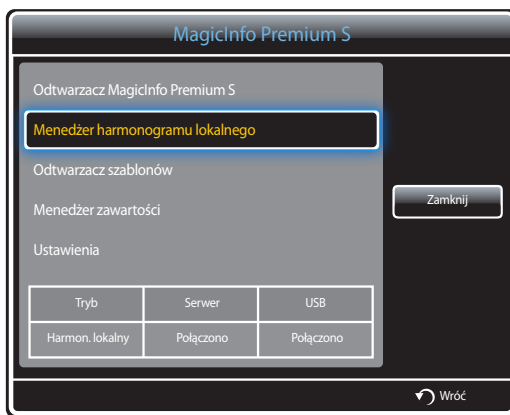 MagicInfo Premium S
Odtwarzacz MagicInfo Premium S
Menedżer harmonogramu lokalnego
Odtwarzacz szablonów
Menedżer zawartości
Ustawienia
Zamknij
Tryb Serwer USB
Harmon. lokalny Połączono Połączono
Wróć